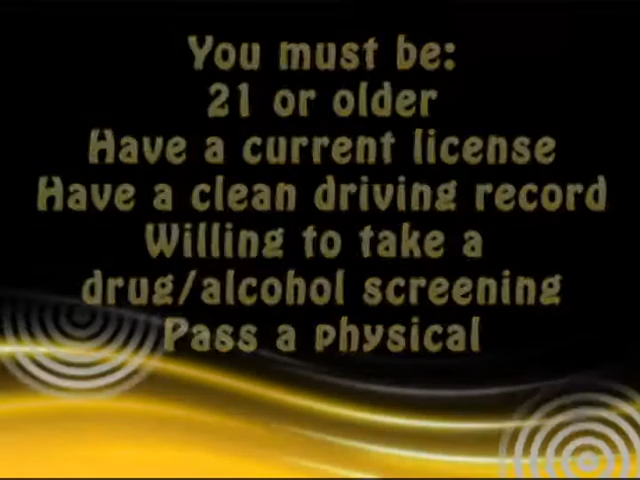 You must be:
21 or older
Have a current license
Have a clean driving record
Willing to take a
drug/alcohol screening
Pass a physical